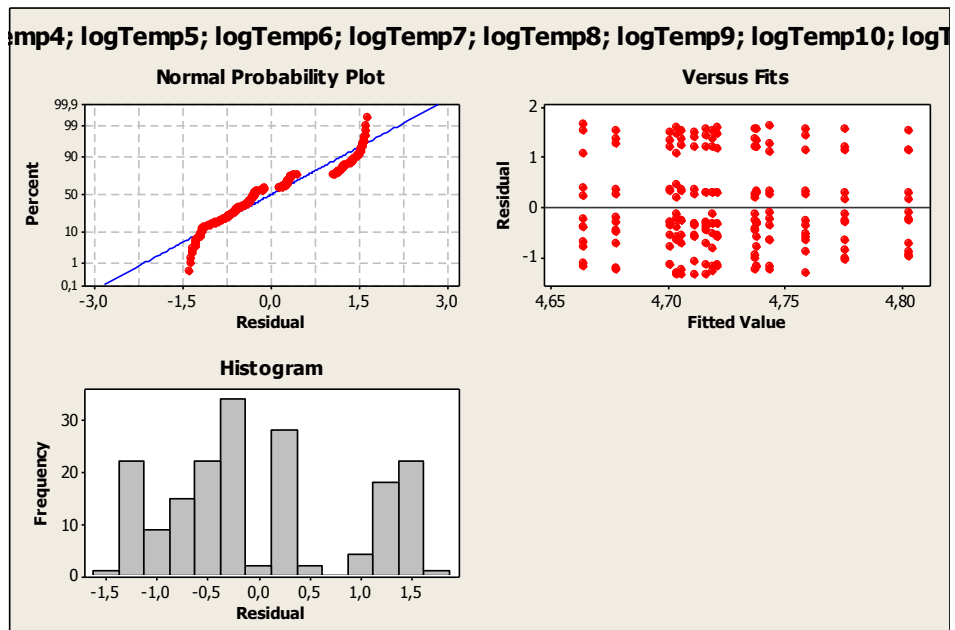 emp4; logTemp5; logTemp6; logTemp7; logTemp8; logTemp9; logTemp10; logT
Normal Probability Plot
99,9
99
90
50
10
1
0,1
Percent
-3,0 -1,5 0,0 1,5 3,0
Residual
Versus Fits
2
1
0
-1
Residual
4,65 4,70 4,75 4,80
Fitted Value
Histogram
30
20
10
0
Frequency
-1,5 -1,0 -0,5 0,0 0,5 1,0 1,5
Residual